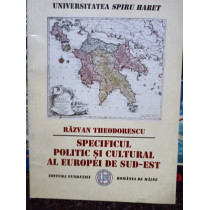 UNIVERSITATEA SPIRU HARET
RĂZVAN THEODORESCU
SPECIFICUL
POLITIC ȘI CULTURAL
AL EUROPEI DE SUD-EST
EDITURA FUNDAȚIEI ROMÂNIA DE MÂINE